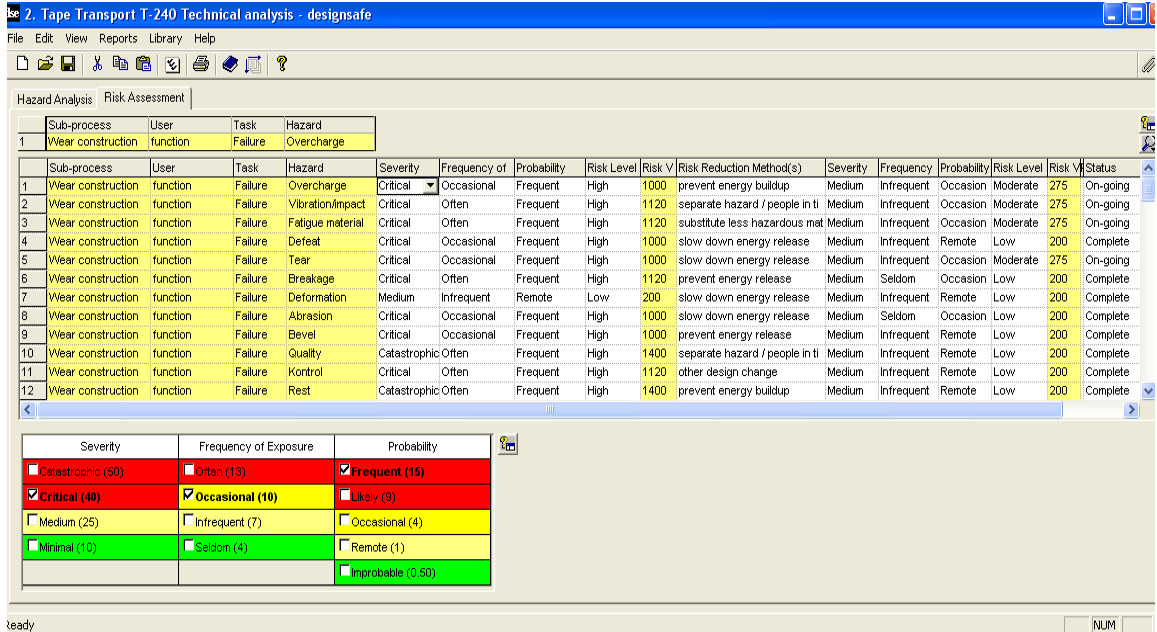 2. Tape Transport T-240 Technical analysis - designsafe
File Edit View Reports Library Help
Hazard Analysis Risk Assessment
Sub-process User Task Hazard
1 Wear construction function Failure Overcharge
Sub-process User Task Hazard Severity Frequency of Probability Risk Level Risk V Risk Reduction Method(s) Severity Frequency Probability Risk Level Risk V Status
1 Wear construction function Failure Overcharge Critical Occasional Frequent High 1000 prevent energy buildup Medium Infrequent Occasion Moderate 275 On-going
2 Wear construction function Failure Vibration/impact Critical Often Frequent High 1120 separate hazard / people in ti Medium Infrequent Occasion Moderate 275 On-going
3 Wear construction function Failure Fatigue material Critical Often Frequent High 1120 substitute less hazardous mat Medium Infrequent Occasion Moderate 275 On-going
4 Wear construction function Failure Defeat Critical Occasional Frequent High 1000 slow down energy release Medium Infrequent Remote Low 200 Complete
5 Wear construction function Failure Tear Critical Occasional Frequent High 1000 slow down energy release Medium Infrequent Occasion Moderate 275 On-going
6 Wear construction function Failure Breakage Critical Often Frequent High 1120 prevent energy release Medium Seldom Occasion Low 200 Complete
7 Wear construction function Failure Deformation Medium Infrequent Remote Low 200 slow down energy release Medium Infrequent Remote Low 200 Complete
8 Wear construction function Failure Abrasion Critical Occasional Frequent High 1000 slow down energy release Medium Seldom Occasion Low 200 Complete
9 Wear construction function Failure Bevel Critical Occasional Frequent High 1000 prevent energy release Medium Infrequent Remote Low 200 Complete
10 Wear construction function Failure Quality Catastrophic Often Frequent High 1400 separate hazard / people in ti Medium Infrequent Remote Low 200 Complete
11 Wear construction function Failure Kontrol Critical Often Frequent High 1120 other design change Medium Infrequent Remote Low 200 Complete
12 Wear construction function Failure Rest Catastrophic Often Frequent High 1400 prevent energy buildup Medium Infrequent Remote Low 200 Complete
Severity Frequency of Exposure Probability
Catastrophic (50) Often (13) Frequent (15)
Critical (40) Occasional (10) Likely (9)
Medium (25) Infrequent (7) Occasional (4)
Minimal (10) Seldom (4) Remote (1)
Improbable (0.50)
Ready NUM